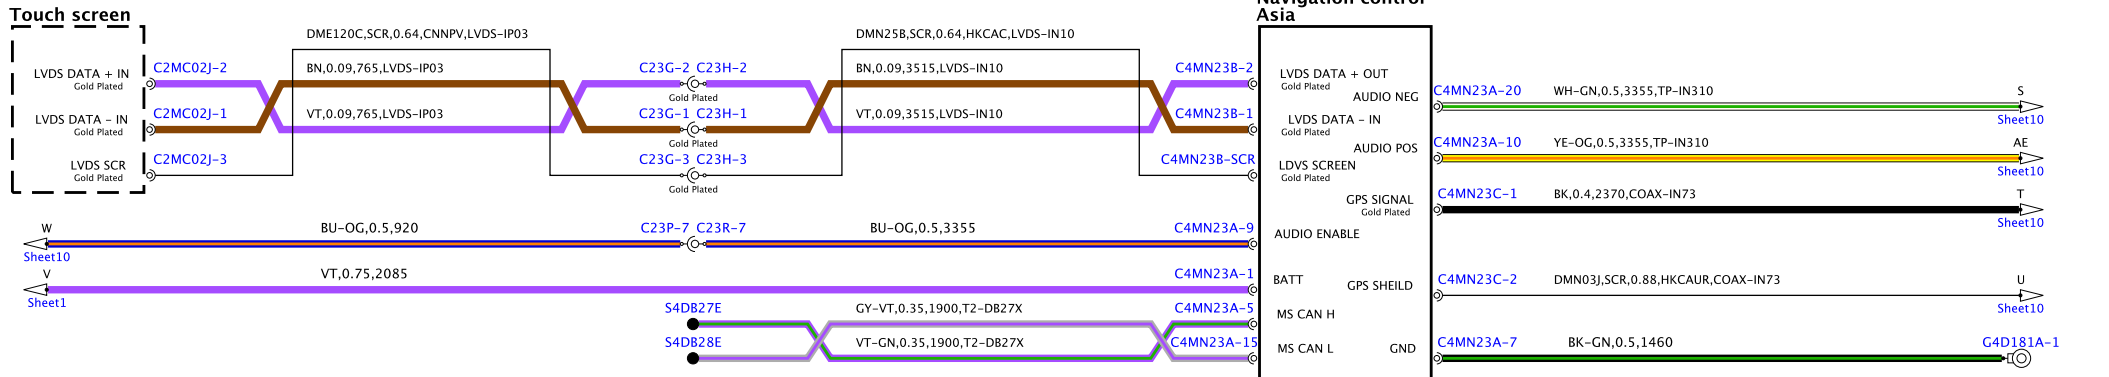 Touch screen
LVDS DATA + IN
Gold Plated
LVDS DATA - IN
Gold Plated
LVDS SCR
C2MC02J-2
C2MC02J-1
C2MC02J-3
DME120C,SCR,0.64,CNNPV,LVDS-IP03
BN,0.09,765,LVDS-IP03
VT,0.09,765,LVDS-IP03
C23G-2 C23H-2
Gold Plated
C23G-1 C23H-1
Gold Plated
C23G-3 C23H-3
Gold Plated
DMN25B,SCR,0.64,HKCAC,LVDS-IN10
BN,0.09,3515,LVDS-IN10
VT,0.09,3515,LVDS-IN10
C4MN23B-2
C4MN23B-1
C4MN23B-SCR
W
Sheet10
BU-OG,0.5,920
C23P-7 C23R-7
BU-OG,0.5,3355
C4MN23A-9
V
Sheet1
VT,0.75,2085
C4MN23A-1
S4DB27E
GY-VT,0.35,1900,T2-DB27X
C4MN23A-5
S4DB28E
VT-GN,0.35,1900,T2-DB27X
C4MN23A-15
Navigation control
Asia
LVDS DATA + OUT
Gold Plated
AUDIO NEG
LVDS DATA - IN
Gold Plated
AUDIO POS
LDVS SCREEN
Gold Plated
GPS SIGNAL
Gold Plated
AUDIO ENABLE
BATT
GPS SHEILD
MS CAN H
MS CAN L
GND
C4MN23A-20
WH-GN,0.5,3355,TP-IN310
S
Sheet10
C4MN23A-10
YE-OG,0.5,3355,TP-IN310
AE
Sheet10
C4MN23C-1
BK,0.4,2370,COAX-IN73
T
Sheet10
C4MN23C-2
DMN03J,SCR,0.88,HKCAUR,COAX-IN73
U
Sheet10
C4MN23A-7
BK-GN,0.5,1460
G4D181A-1